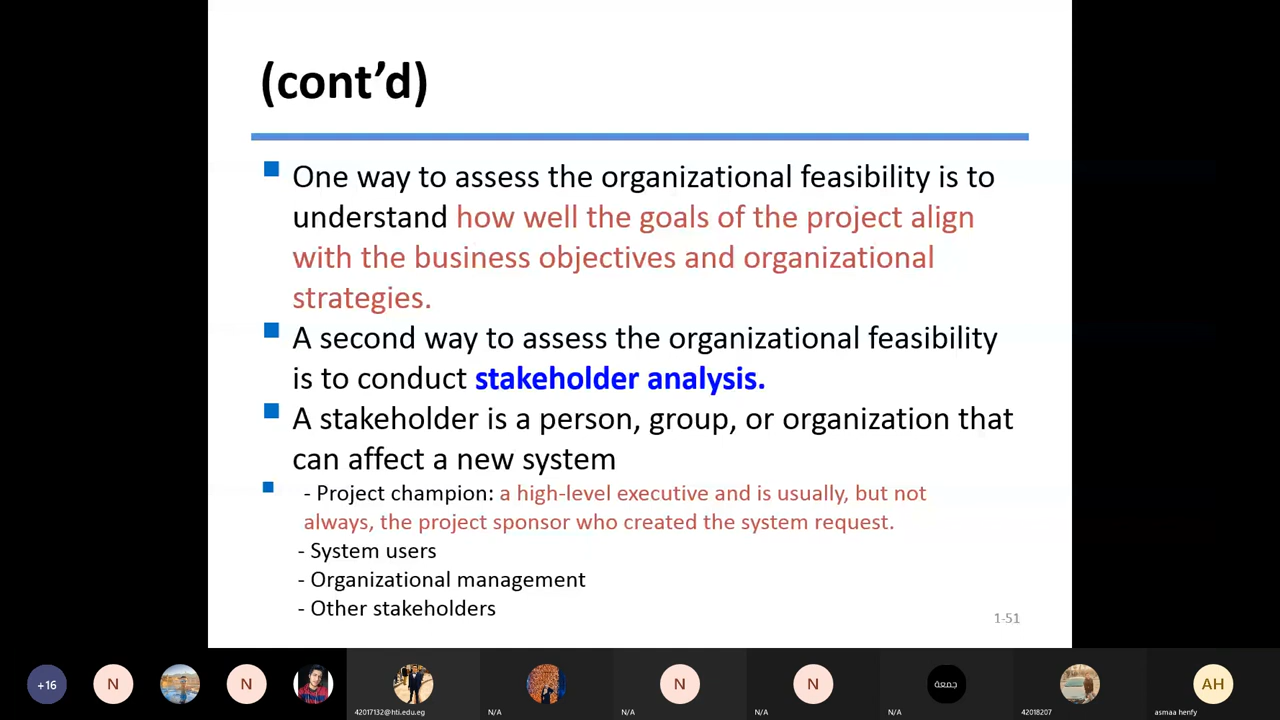 (cont’d)
One way to assess the organizational feasibility is to
understand how well the goals of the project align
with the business objectives and organizational
strategies.
A second way to assess the organizational feasibility
is to conduct stakeholder analysis.
A stakeholder is a person, group, or organization that
can affect a new system
- Project champion: a high-level executive and is usually, but not
always, the project sponsor who created the system request.
- System users
- Organizational management
- Other stakeholders
1-51
+16
N
N
N
N
جمعة
AH
42017132@hti.edu.eg
N/A
N/A
N/A
N/A
42018207
asmaa henfy